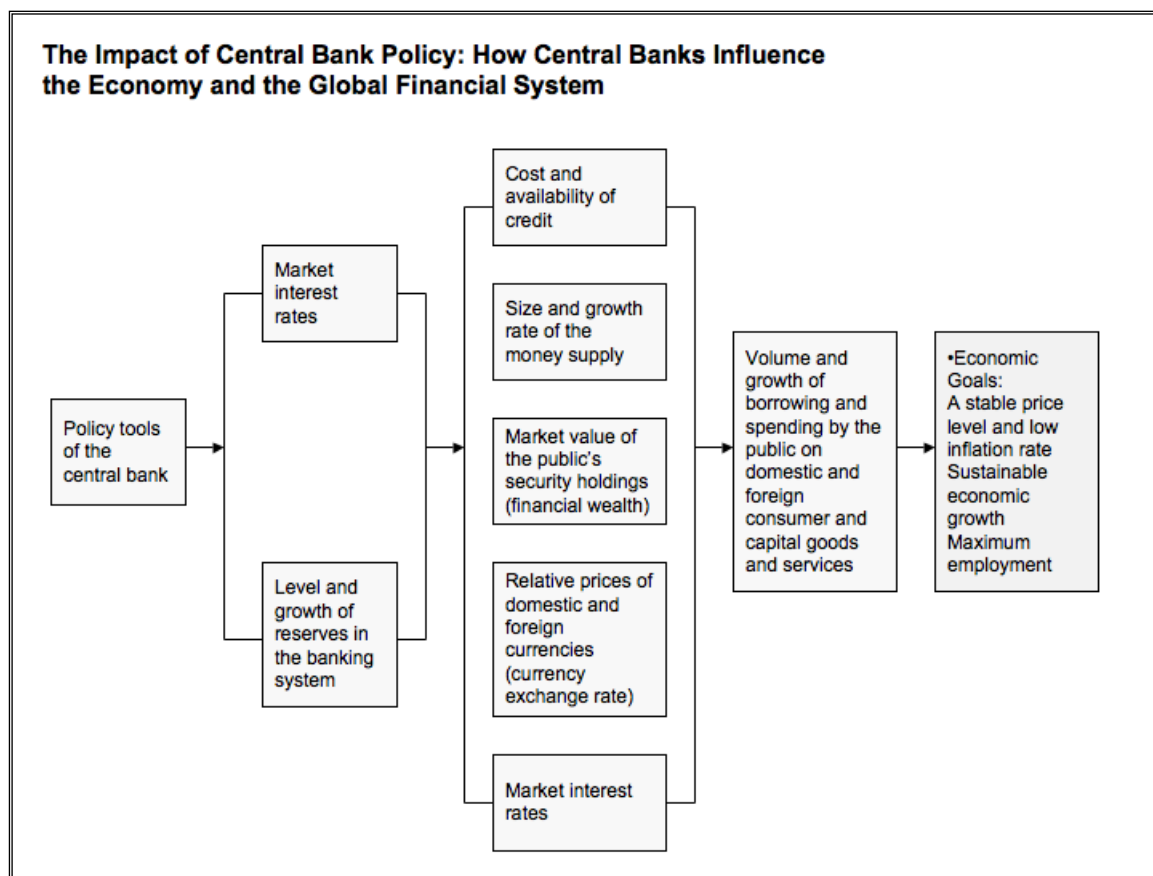 The Impact of Central Bank Policy: How Central Banks Influence
the Economy and the Global Financial System
Policy tools
of the
central bank
Market
interest
rates
Level and
growth of
reserves in
the banking
system
Cost and
availability of
credit
Size and growth
rate of the
money supply
Market value of
the public’s
security holdings
(financial wealth)
Relative prices of
domestic and
foreign
currencies
(currency
exchange rate)
Market interest
rates
Volume and
growth of
borrowing and
spending by the
public on
domestic and
foreign
consumer and
capital goods
and services
•Economic
Goals:
A stable price
level and low
inflation rate
Sustainable
economic
growth
Maximum
employment